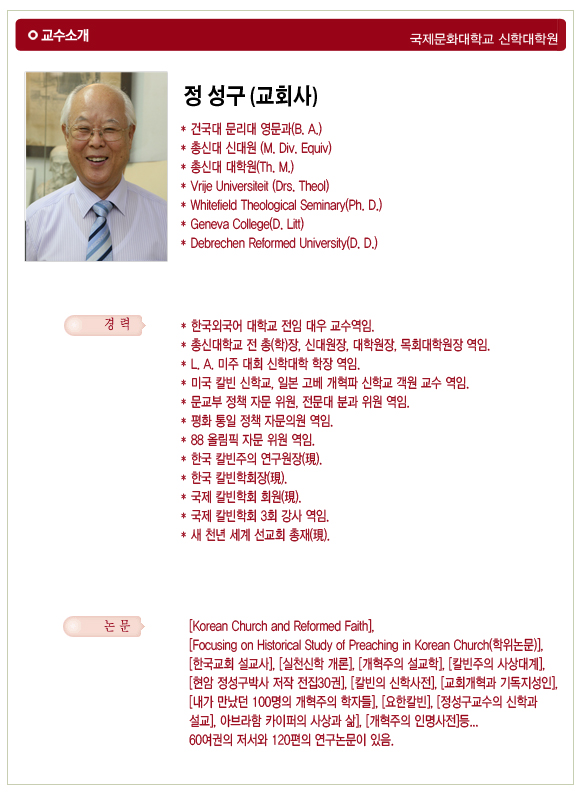 교수소개
국제문화대학교 신학대학원
정 성구 (교회사)
* 건국대 문리대 영문과(B. A.)
* 총신대 신대원 (M. Div. Equiv)
* 총신대 대학원(Th. M.)
* Vrije Universiteit (Drs. Theol)
* Whitefield Theological Seminary(Ph. D.)
* Geneva College(D. Litt)
* Debrechen Reformed University(D. D.)
경 력
* 한국외국어 대학교 전임 대우 교수역임.
* 총신대학교 전 총(학)장, 신대원장, 대학원장, 목회대학원장 역임.
* L. A. 미주 대회 신학대학 학장 역임.
* 미국 칼빈 신학교, 일본 고베 개혁파 신학교 객원 교수 역임.
* 문교부 정책 자문 위원, 전문대 분과 위원 역임.
* 평화 통일 정책 자문의원 역임.
* 88 올림픽 자문 위원 역임.
* 한국 칼빈주의 연구원장(現).
* 한국 칼빈학회장(現).
* 국제 칼빈학회 회원(現).
* 국제 칼빈학회 3회 강사 역임.
* 새 천년 세계 선교회 총재(現).
논 문
[Korean Church and Reformed Faith],
[Focusing on Historical Study of Preaching in Korean Church(학위논문)],
[한국교회 설교사], [실천신학 개론], [개혁주의 설교학], [칼빈주의 사상대계],
[현암 정성구박사 저작 전집30권], [칼빈의 신학사전], [교회개혁과 기독지성인],
[내가 만났던 100명의 개혁주의 학자들], [요한칼빈], [정성구교수의 신학과
설교], 아브라함 카이퍼의 사상과 삶], [개혁주의 인명사전]등...
60여권의 저서와 120편의 연구논문이 있음.